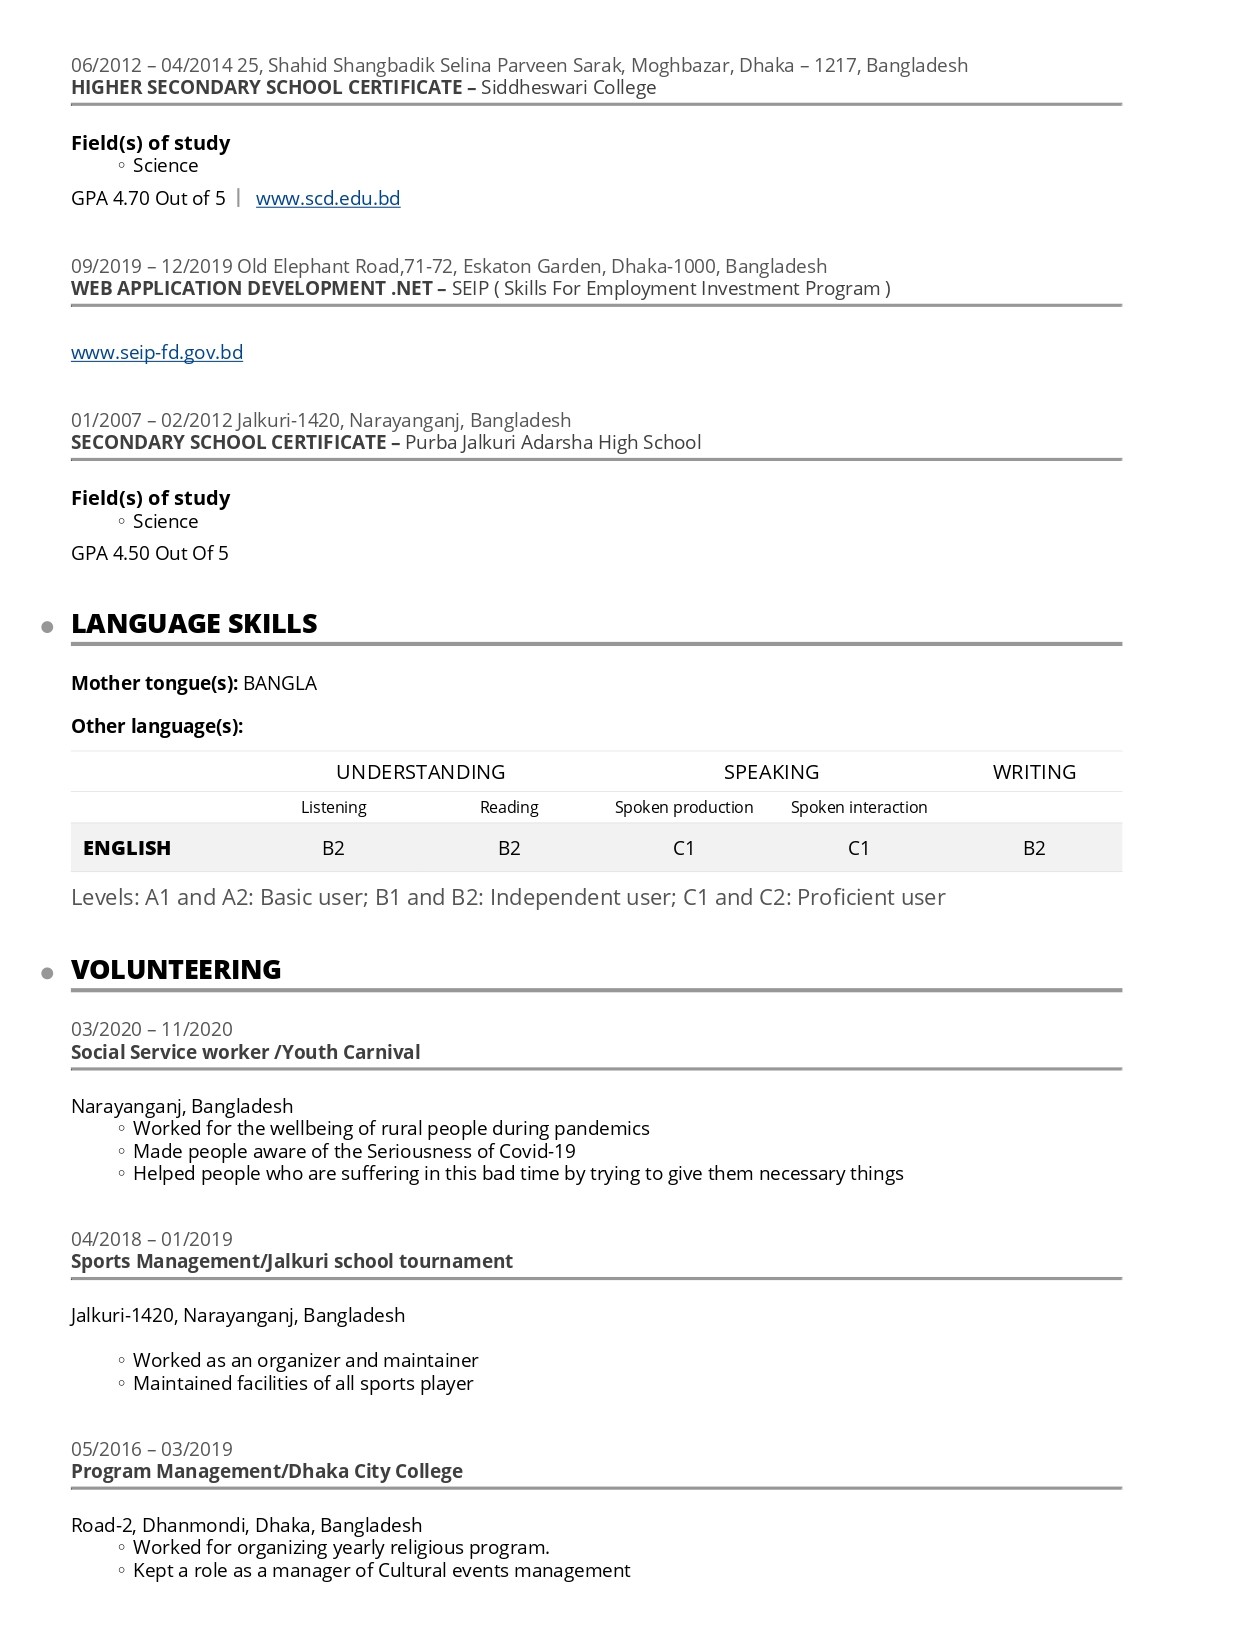 06/2012 – 04/2014 25, Shahid Shangbadik Selina Parveen Sarak, Moghbazar, Dhaka – 1217, Bangladesh
HIGHER SECONDARY SCHOOL CERTIFICATE – Siddheswari College
Field(s) of study
◦ Science
GPA 4.70 Out of 5 | www.scd.edu.bd
09/2019 – 12/2019 Old Elephant Road,71-72, Eskaton Garden, Dhaka-1000, Bangladesh
WEB APPLICATION DEVELOPMENT .NET – SEIP ( Skills For Employment Investment Program )
www.seip-fd.gov.bd
01/2007 – 02/2012 Jalkuri-1420, Narayanganj, Bangladesh
SECONDARY SCHOOL CERTIFICATE – Purba Jalkuri Adarsha High School
Field(s) of study
◦ Science
GPA 4.50 Out Of 5
LANGUAGE SKILLS
Mother tongue(s): BANGLA
Other language(s):
UNDERSTANDING SPEAKING WRITING
Listening Reading Spoken production Spoken interaction
ENGLISH B2 B2 C1 C1 B2
Levels: A1 and A2: Basic user; B1 and B2: Independent user; C1 and C2: Proficient user
VOLUNTEERING
03/2020 – 11/2020
Social Service worker /Youth Carnival
Narayanganj, Bangladesh
◦ Worked for the wellbeing of rural people during pandemics
◦ Made people aware of the Seriousness of Covid-19
◦ Helped people who are suffering in this bad time by trying to give them necessary things
04/2018 – 01/2019
Sports Management/Jalkuri school tournament
Jalkuri-1420, Narayanganj, Bangladesh
◦ Worked as an organizer and maintainer
◦ Maintained facilities of all sports player
05/2016 – 03/2019
Program Management/Dhaka City College
Road-2, Dhanmondi, Dhaka, Bangladesh
◦ Worked for organizing yearly religious program.
◦ Kept a role as a manager of Cultural events management